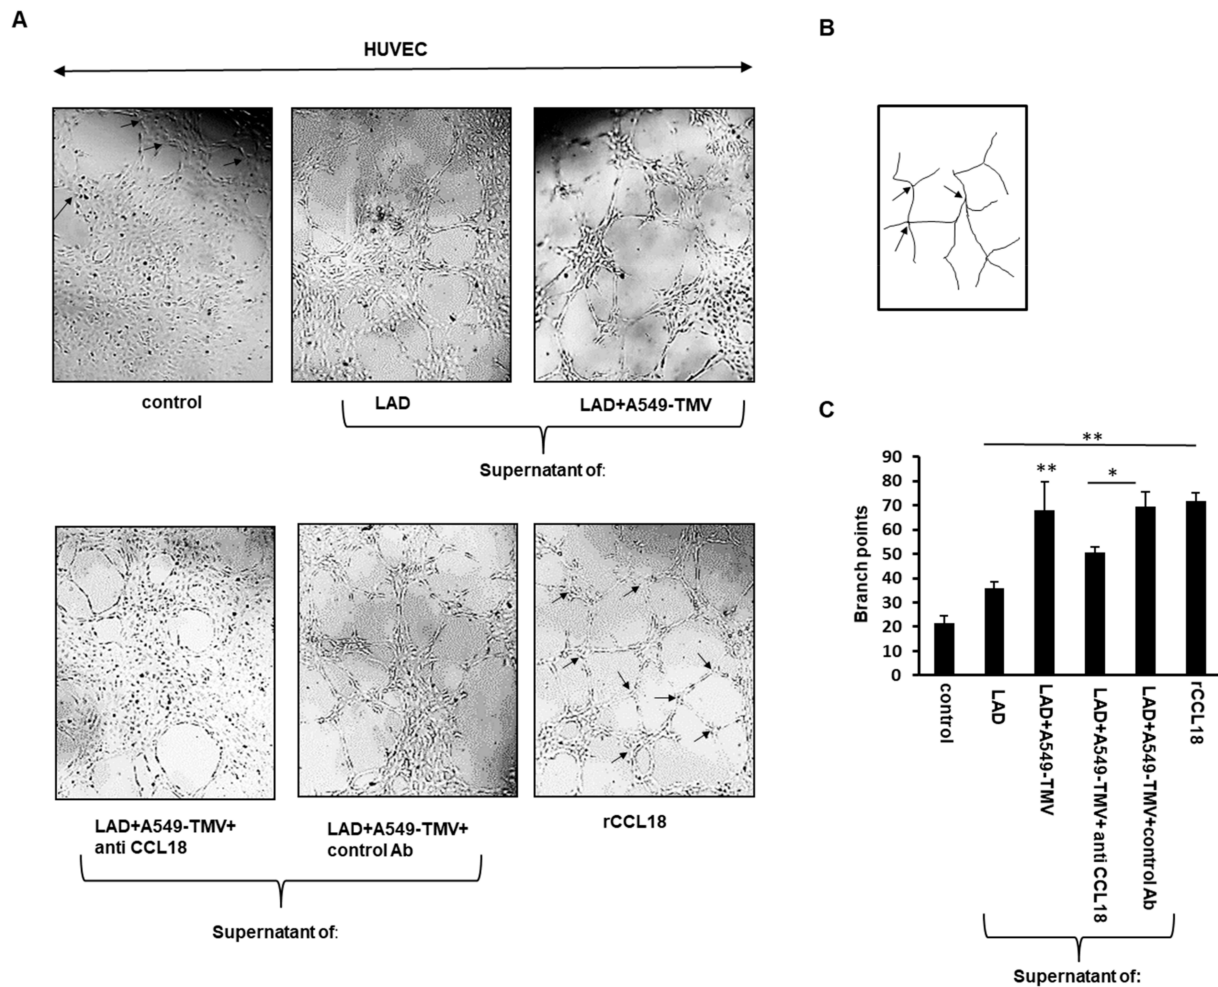 A
B
HUVEC
control
LAD
LAD+A549-TMV
Supernatant of:
LAD+A549-TMV+
anti CCL18
LAD+A549-TMV+
control Ab
rCCL18
Supernatant of:
C
**
**
*
Branch points
90
80
70
60
50
40
30
20
10
0
control
LAD
LAD+A549-TMV
LAD+A549-TMV+ anti CCL18
LAD+A549-TMV+control Ab
rCCL18
Supernatant of: